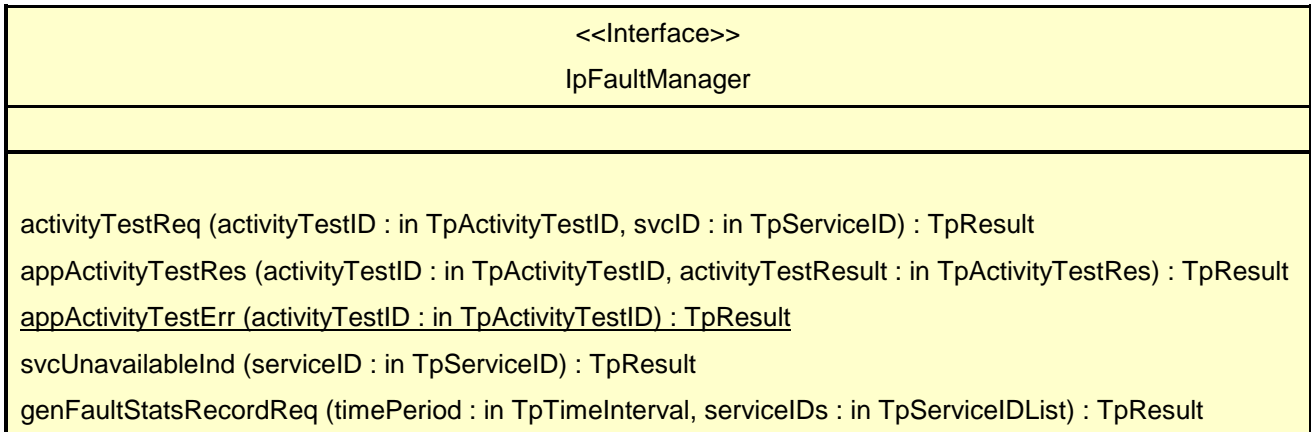 <<Interface>>
IpFaultManager
activityTestReq (activityTestID : in TpActivityTestID, svcID : in TpServiceID) : TpResult
appActivityTestRes (activityTestID : in TpActivityTestID, activityTestResult : in TpActivityTestRes) : TpResult
appActivityTestErr (activityTestID : in TpActivityTestID) : TpResult
svcUnavailableInd (serviceID : in TpServiceID) : TpResult
genFaultStatsRecordReq (timePeriod : in TpTimeInterval, serviceIDs : in TpServiceIDList) : TpResult